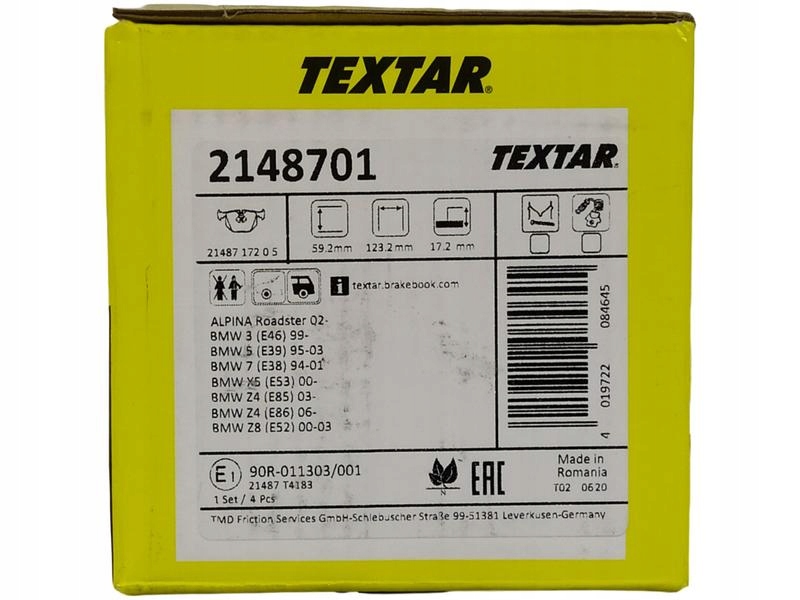 TEXTAR®
2148701
TEXTAR®
21487 172 0 5
59.2mm
123.2mm
17.2 mm
i textar.brakebook.com
ALPINA Roadster 02-
BMW 3 (E46) 99-
BMW 5 (E39) 95-03
BMW 7 (E38) 94-01
BMW X5 (E53) 00-
BMW Z4 (E85) 03-
BMW Z4 (E86) 06-
BMW Z8 (E52) 00-03
4 019722 084645
E1 90R-011303/001
21487 T4183
1 Set / 4 Pcs
N
EAC
Made in
Romania
T02 0620
TMD Friction Services GmbH-Schlebuscher Straße 99-51381 Leverkusen-Germany